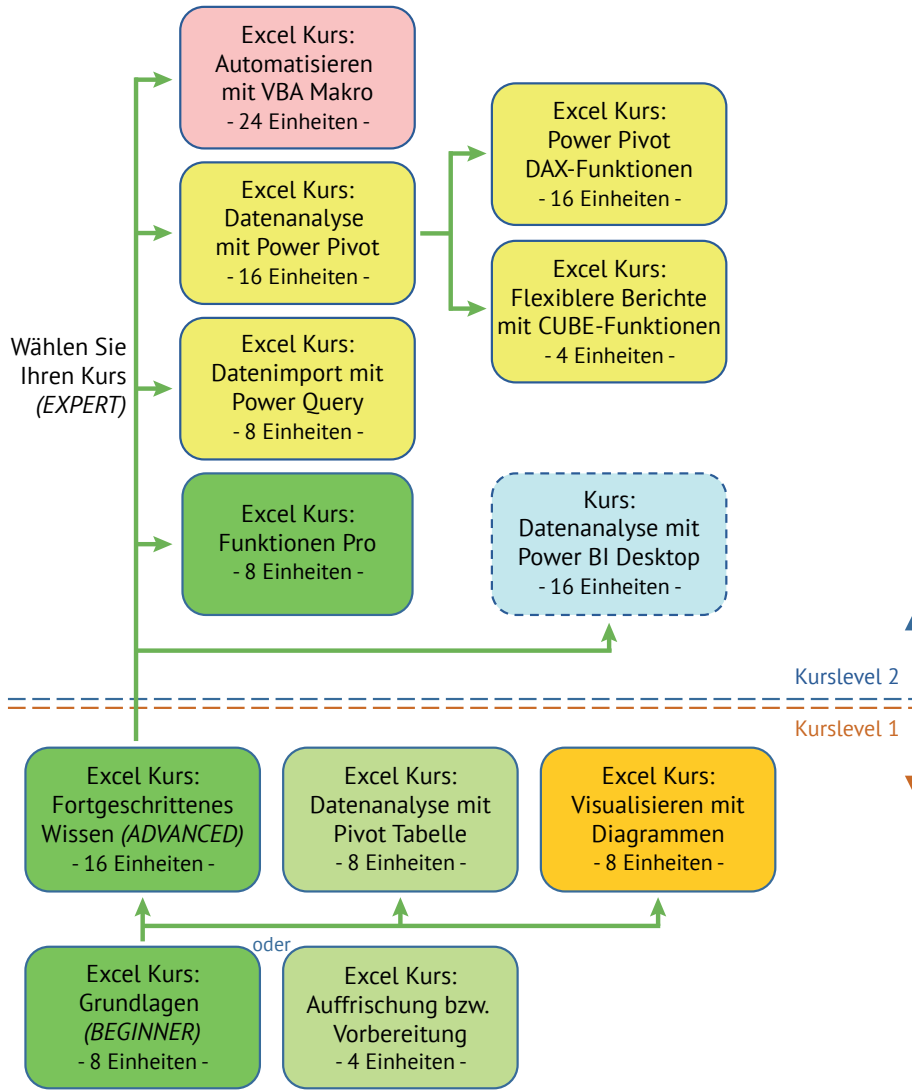 Excel Kurs:
Automatisieren
mit VBA Makro
- 24 Einheiten -
Excel Kurs:
Datenanalyse
mit Power Pivot
- 16 Einheiten -
Excel Kurs:
Power Pivot
DAX-Funktionen
- 16 Einheiten -
Excel Kurs:
Flexiblere Berichte
mit CUBE-Funktionen
- 4 Einheiten -
Wählen Sie
Ihren Kurs
(EXPERT)
Excel Kurs:
Datenimport mit
Power Query
- 8 Einheiten -
Excel Kurs:
Funktionen Pro
- 8 Einheiten -
Kurs:
Datenanalyse mit
Power BI Desktop
- 16 Einheiten -
Kurslevel 2
Kurslevel 1
Excel Kurs:
Fortgeschrittenes
Wissen (ADVANCED)
- 16 Einheiten -
Excel Kurs:
Datenanalyse mit
Pivot Tabelle
- 8 Einheiten -
Excel Kurs:
Visualisieren mit
Diagrammen
- 8 Einheiten -
oder
Excel Kurs:
Grundlagen
(BEGINNER)
- 8 Einheiten -
Excel Kurs:
Auffrischung bzw.
Vorbereitung
- 4 Einheiten -